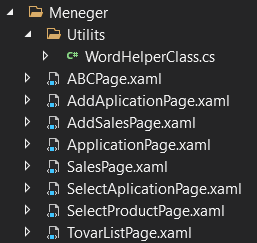 Meneger
Utilits
C# WordHelperClass.cs
ABCPage.xaml
AddAplicationPage.xaml
AddSalesPage.xaml
ApplicationPage.xaml
SalesPage.xaml
SelectAplicationPage.xaml
SelectProductPage.xaml
TovarListPage.xaml